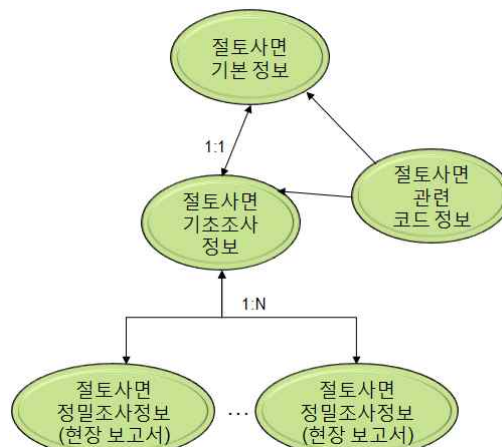 절토사면
기본 정보
1:1
절토사면
관련
코드 정보
절토사면
기초조사
정보
1:N
절토사면
정밀조사정보
(현장 보고서)
...
절토사면
정밀조사정보
(현장 보고서)